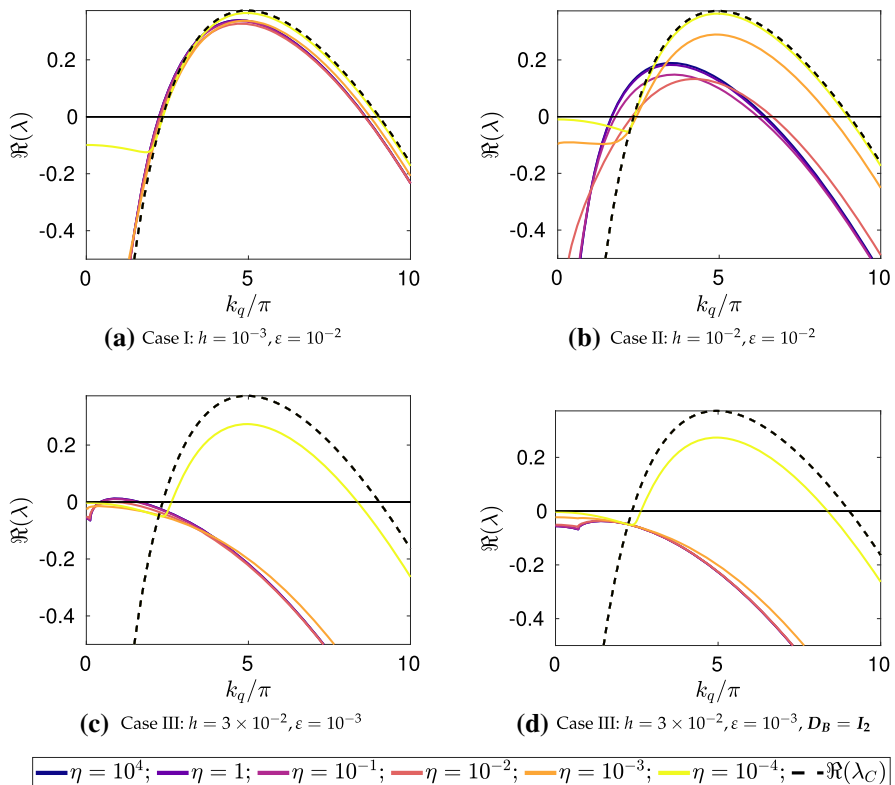 0.2
0
-0.2
-0.4
ℜ(λ)
0
5
10
k_q/π
(a) Case I: h = 10^{-3}, ε = 10^{-2}
0.2
0
-0.2
-0.4
ℜ(λ)
0
5
10
k_q/π
(b) Case II: h = 10^{-2}, ε = 10^{-2}
0.2
0
-0.2
-0.4
ℜ(λ)
0
5
10
k_q/π
(c) Case III: h = 3 × 10^{-2}, ε = 10^{-3}
0.2
0
-0.2
-0.4
ℜ(λ)
0
5
10
k_q/π
(d) Case III: h = 3 × 10^{-2}, ε = 10^{-3}, D_B = I_2
η = 10^4; η = 1; η = 10^{-1}; η = 10^{-2}; η = 10^{-3}; η = 10^{-4}; ℜ(λ_C)